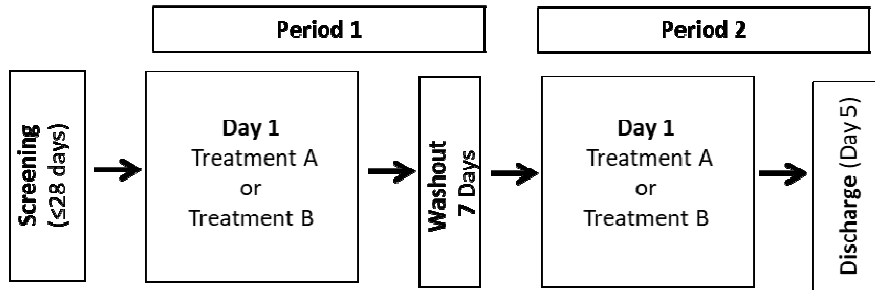 Period 1
Period 2
Screening
(≤28 days)
Day 1
Treatment A
or
Treatment B
Washout
7 Days
Day 1
Treatment A
or
Treatment B
Discharge (Day 5)